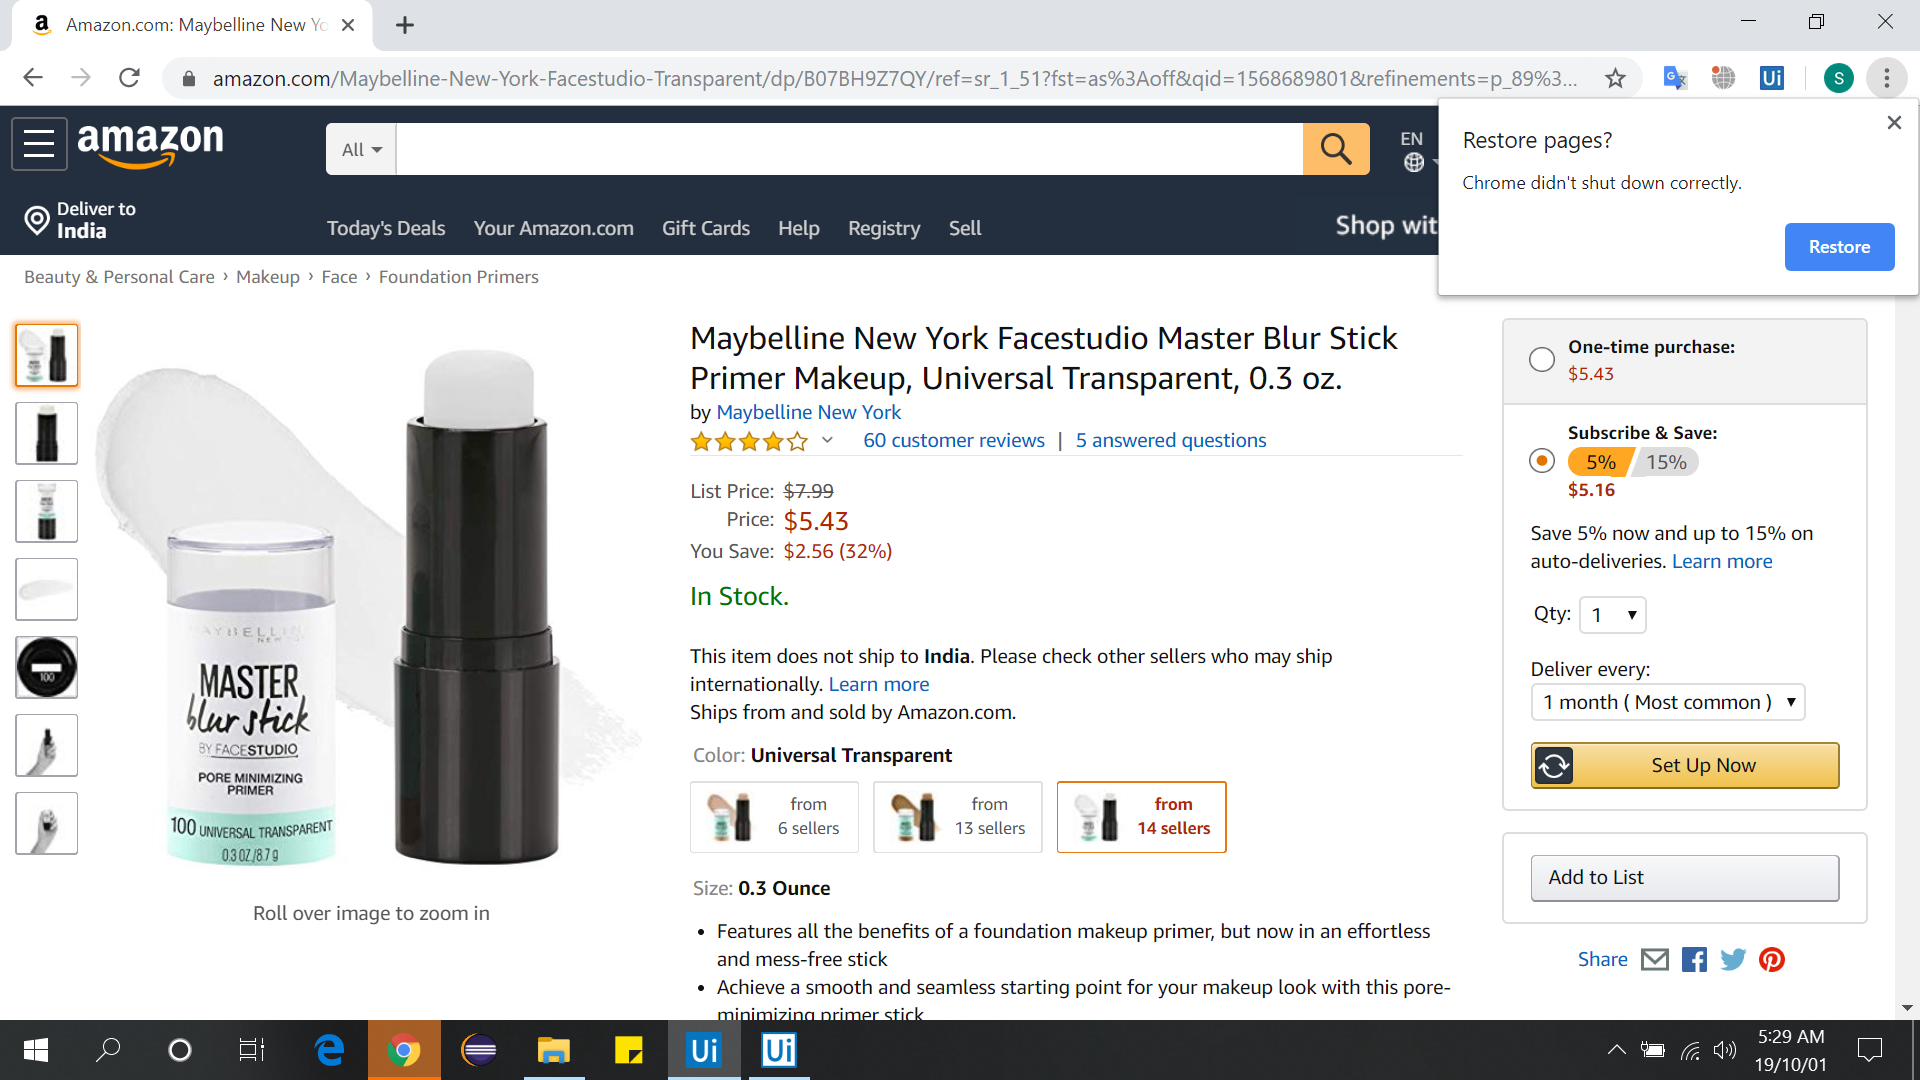 Amazon.com: Maybelline New Yo
amazon.com/Maybelline-New-York-Facestudio-Transparent/dp/B07BH9Z7QY/ref=sr_1_51?fst=as%3Aoff&qid=1568689801&refinements=p_89%3...
S
Restore pages?
Chrome didn't shut down correctly.
Restore
amazon
All
EN
Deliver to
India
Today's Deals Your Amazon.com Gift Cards Help Registry Sell
Shop wit
Beauty & Personal Care › Makeup › Face › Foundation Primers
MAYBELLINE
NEW YORK
MASTER
blur stick
BY FACESTUDIO
PORE MINIMIZING
PRIMER
100 UNIVERSAL TRANSPARENT
0.3 OZ./8.7 g
100
Roll over image to zoom in
Maybelline New York Facestudio Master Blur Stick
Primer Makeup, Universal Transparent, 0.3 oz.
by Maybelline New York
60 customer reviews | 5 answered questions
List Price: $7.99
Price: $5.43
You Save: $2.56 (32%)
In Stock.
This item does not ship to India. Please check other sellers who may ship
internationally. Learn more
Ships from and sold by Amazon.com.
Color: Universal Transparent
from
6 sellers
from
13 sellers
from
14 sellers
Size: 0.3 Ounce
• Features all the benefits of a foundation makeup primer, but now in an effortless
and mess-free stick
• Achieve a smooth and seamless starting point for your makeup look with this pore-
minimizing primer stick
One-time purchase:
$5.43
Subscribe & Save:
5% 15%
$5.16
Save 5% now and up to 15% on
auto-deliveries. Learn more
Qty: 1
Deliver every:
1 month ( Most common )
Set Up Now
Add to List
Share
Ui
Ui
Ui
5:29 AM
19/10/01